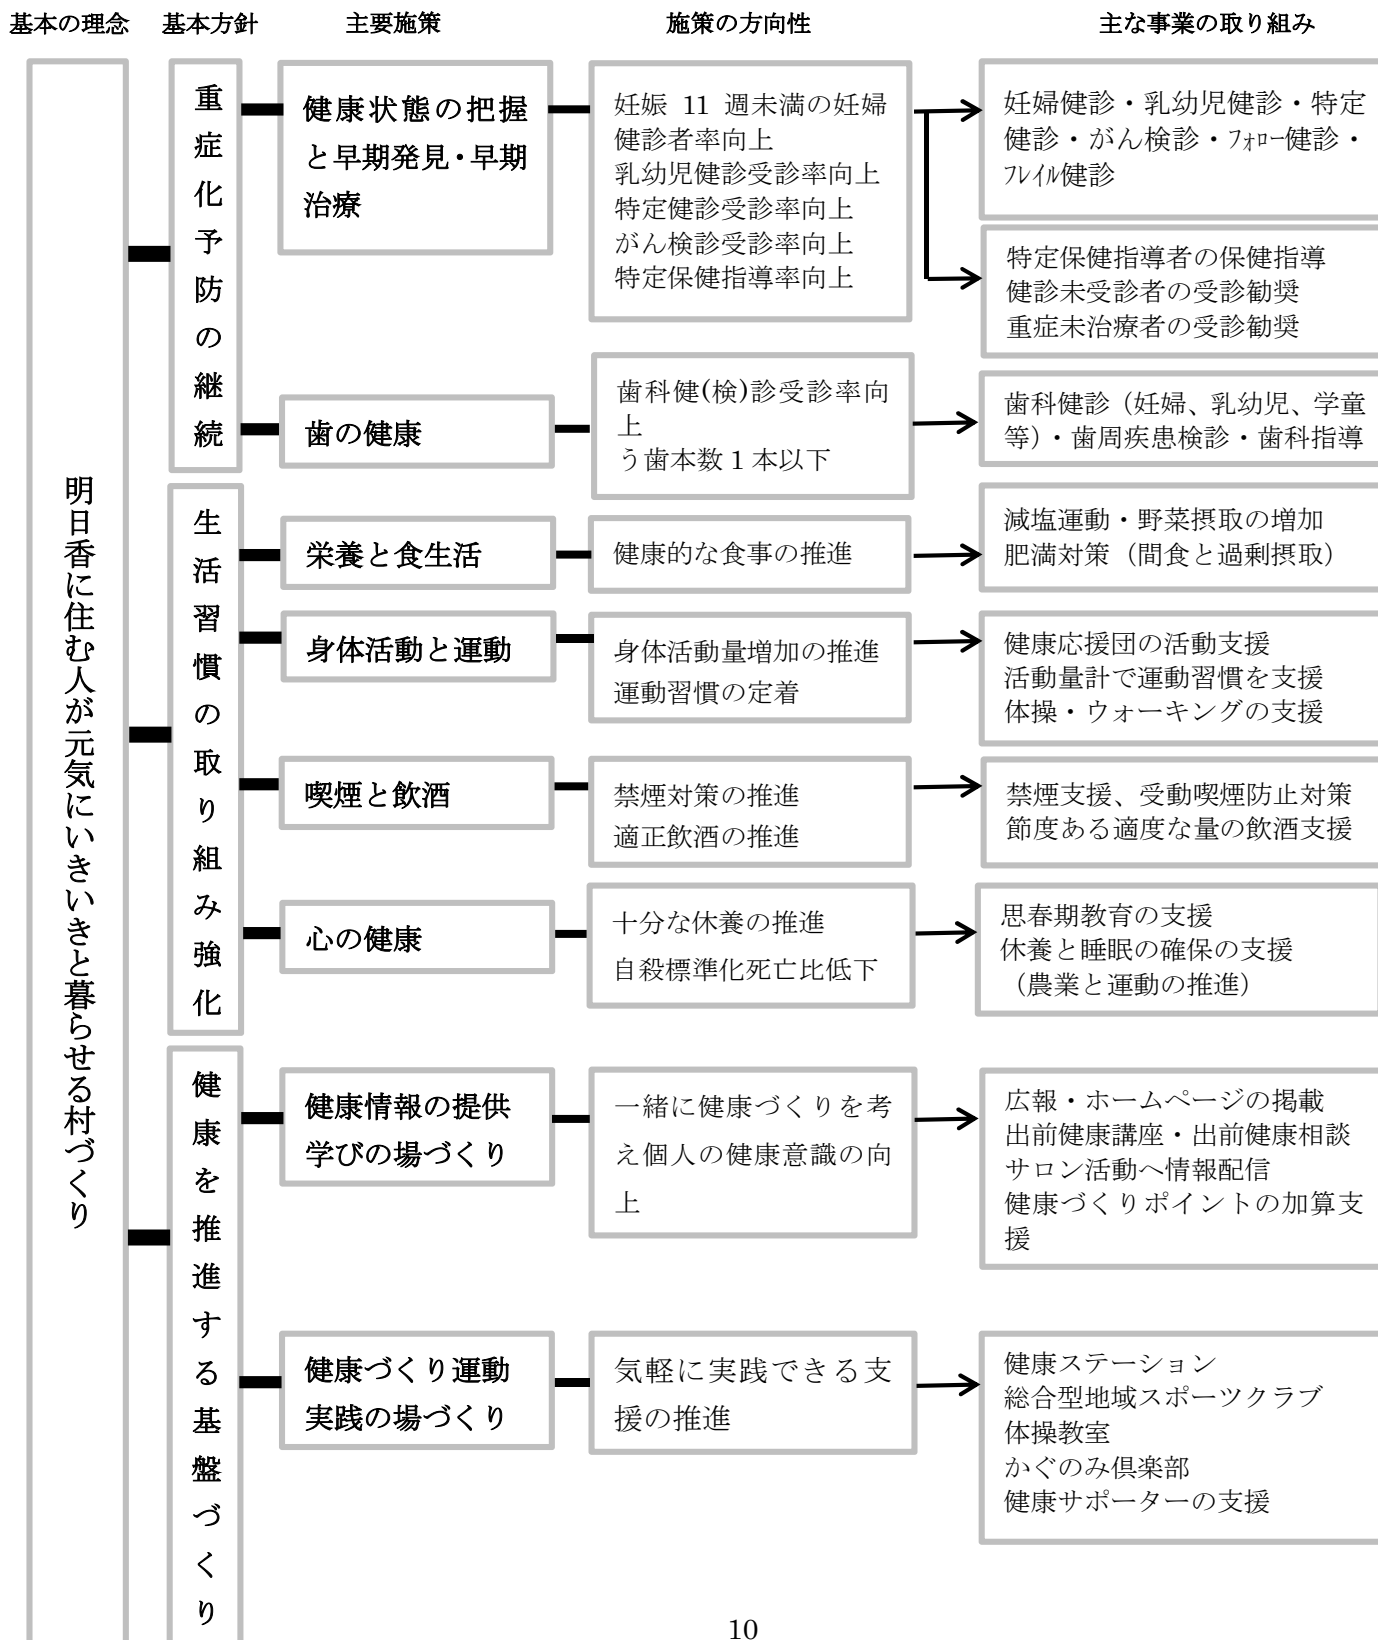 基本の理念 基本方針 主要施策 施策の方向性 主な事業の取り組み
明日香に住む人が元気にいきいきと暮らせる村づくり
重症化予防の継続
健康状態の把握
と早期発見・早期
治療
妊娠 11 週未満の妊婦
健診者率向上
乳幼児健診受診率向上
特定健診受診率向上
がん検診受診率向上
特定保健指導率向上
妊婦健診・乳幼児健診・特定
健診・がん検診・フォロー健診・
フレイル健診
特定保健指導者の保健指導
健診未受診者の受診勧奨
重症未治療者の受診勧奨
歯の健康
歯科健(検)診受診率向
上
う歯本数 1 本以下
歯科健診（妊婦、乳幼児、学童
等）・歯周疾患検診・歯科指導
生活習慣の取り組み強化
栄養と食生活
健康的な食事の推進
減塩運動・野菜摂取の増加
肥満対策（間食と過剰摂取）
身体活動と運動
身体活動量増加の推進
運動習慣の定着
健康応援団の活動支援
活動量計で運動習慣を支援
体操・ウォーキングの支援
喫煙と飲酒
禁煙対策の推進
適正飲酒の推進
禁煙支援、受動喫煙防止対策
節度ある適度な量の飲酒支援
心の健康
十分な休養の推進
自殺標準化死亡比低下
思春期教育の支援
休養と睡眠の確保の支援
（農業と運動の推進）
健康を推進する基盤づくり
健康情報の提供
学びの場づくり
一緒に健康づくりを考
え個人の健康意識の向
上
広報・ホームページの掲載
出前健康講座・出前健康相談
サロン活動へ情報配信
健康づくりポイントの加算支
援
健康づくり運動
実践の場づくり
気軽に実践できる支
援の推進
健康ステーション
総合型地域スポーツクラブ
体操教室
かぐのみ倶楽部
健康サポーターの支援
10